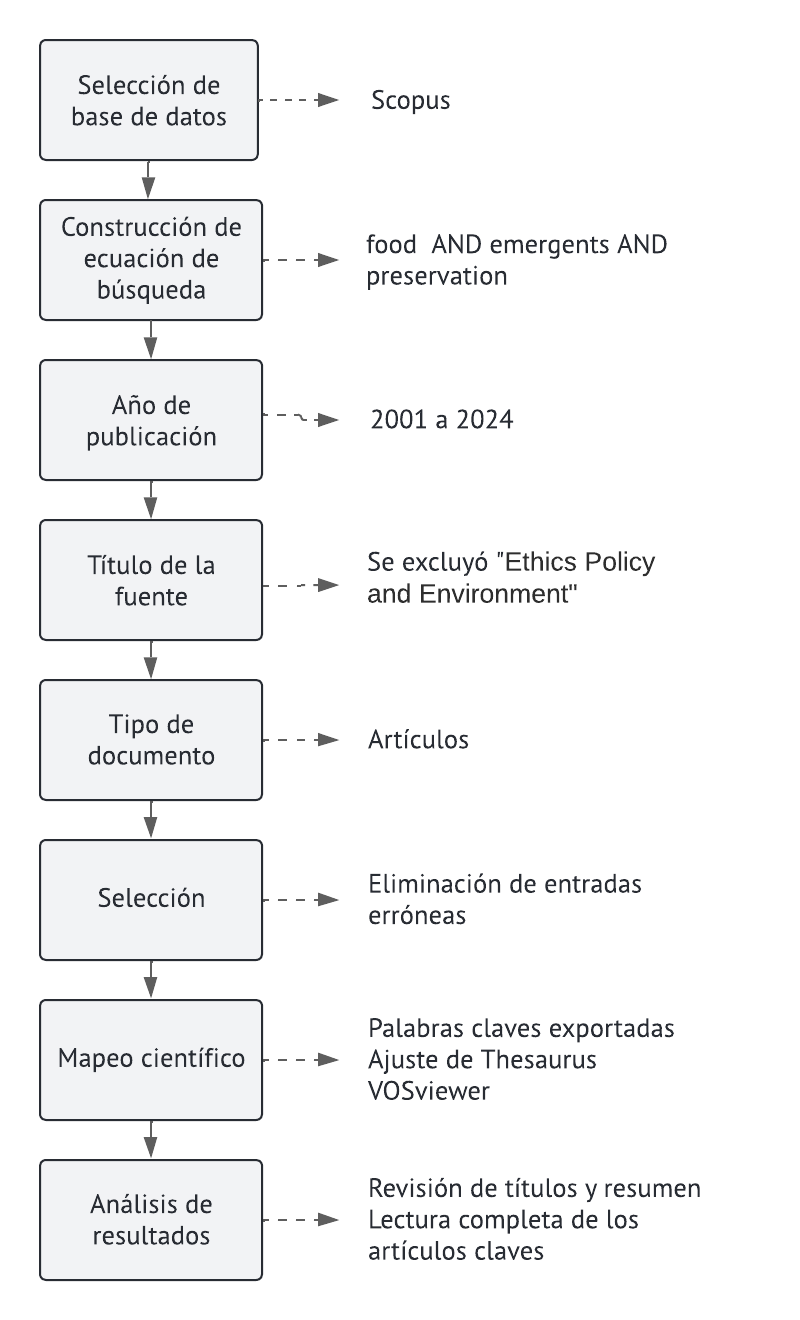 Selección de
base de datos
Scopus
Construcción de
ecuación de
búsqueda
food  AND emergents AND
preservation
Año de
publicación
2001 a 2024
Título de la
fuente
Se excluyó "Ethics Policy
and Environment"
Tipo de
documento
Artículos
Selección
Eliminación de entradas
erróneas
Mapeo científico
Palabras claves exportadas
Ajuste de Thesaurus
VOSviewer
Análisis de
resultados
Revisión de títulos y resumen
Lectura completa de los
artículos claves